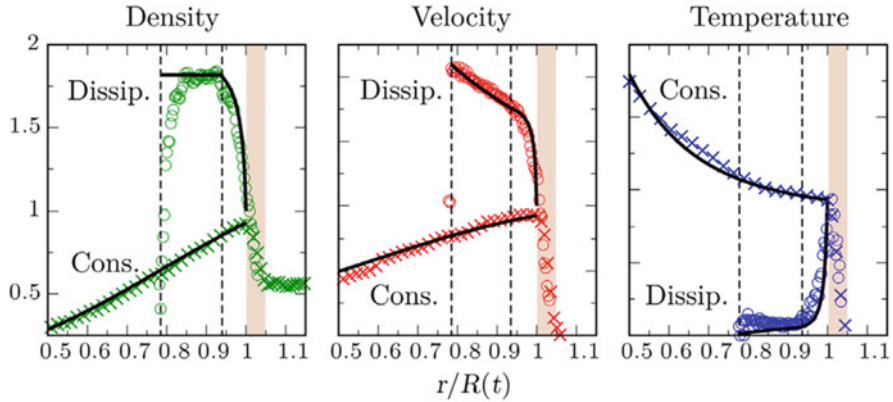 Density Velocity Temperature
2
1.5
1
0.5
Dissip.
Cons.
Dissip.
Cons.
Cons.
Dissip.
0.5 0.6 0.7 0.8 0.9 1 1.1
0.5 0.6 0.7 0.8 0.9 1 1.1
0.5 0.6 0.7 0.8 0.9 1 1.1
r/R(t)